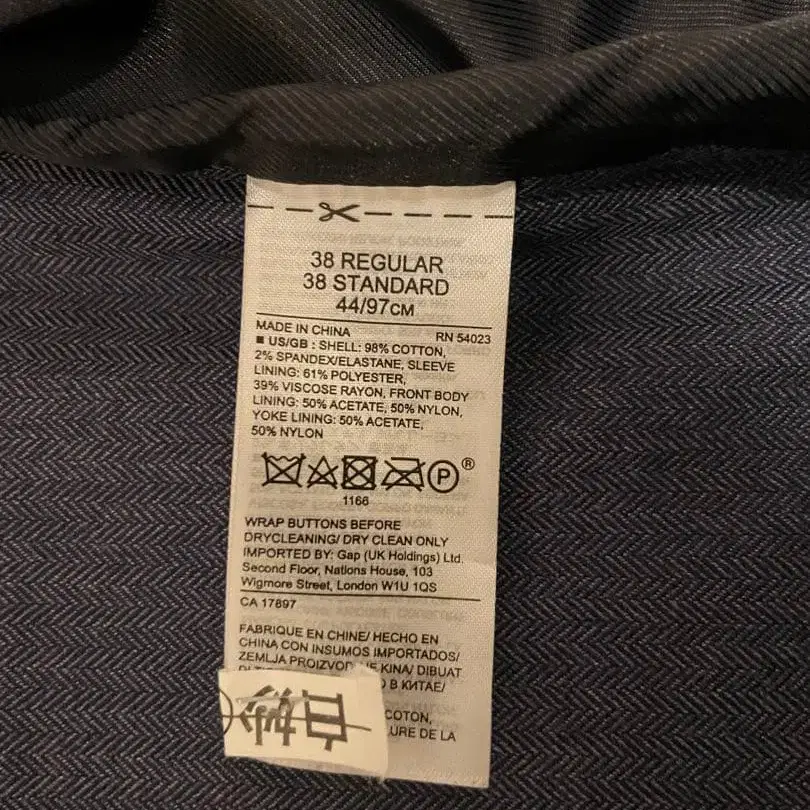 38 REGULAR
38 STANDARD
44/97CM
MADE IN CHINA RN 54023
■ US/GB : SHELL: 98% COTTON,
2% SPANDEX/ELASTANE, SLEEVE
LINING: 61% POLYESTER,
39% VISCOSE RAYON, FRONT BODY
LINING: 50% ACETATE, 50% NYLON,
YOKE LINING: 50% ACETATE,
50% NYLON
P ®
1166
WRAP BUTTONS BEFORE
DRYCLEANING/ DRY CLEAN ONLY
IMPORTED BY: Gap (UK Holdings) Ltd.
Second Floor, Nations House, 103
Wigmore Street, London W1U 1QS
CA 17897
FABRIQUE EN CHINE/ HECHO EN
CHINA CON INSUMOS IMPORTADOS/
ZEMLJA KINA/ DIBUAT
В КИТАЕ/
COTON,
DE LA